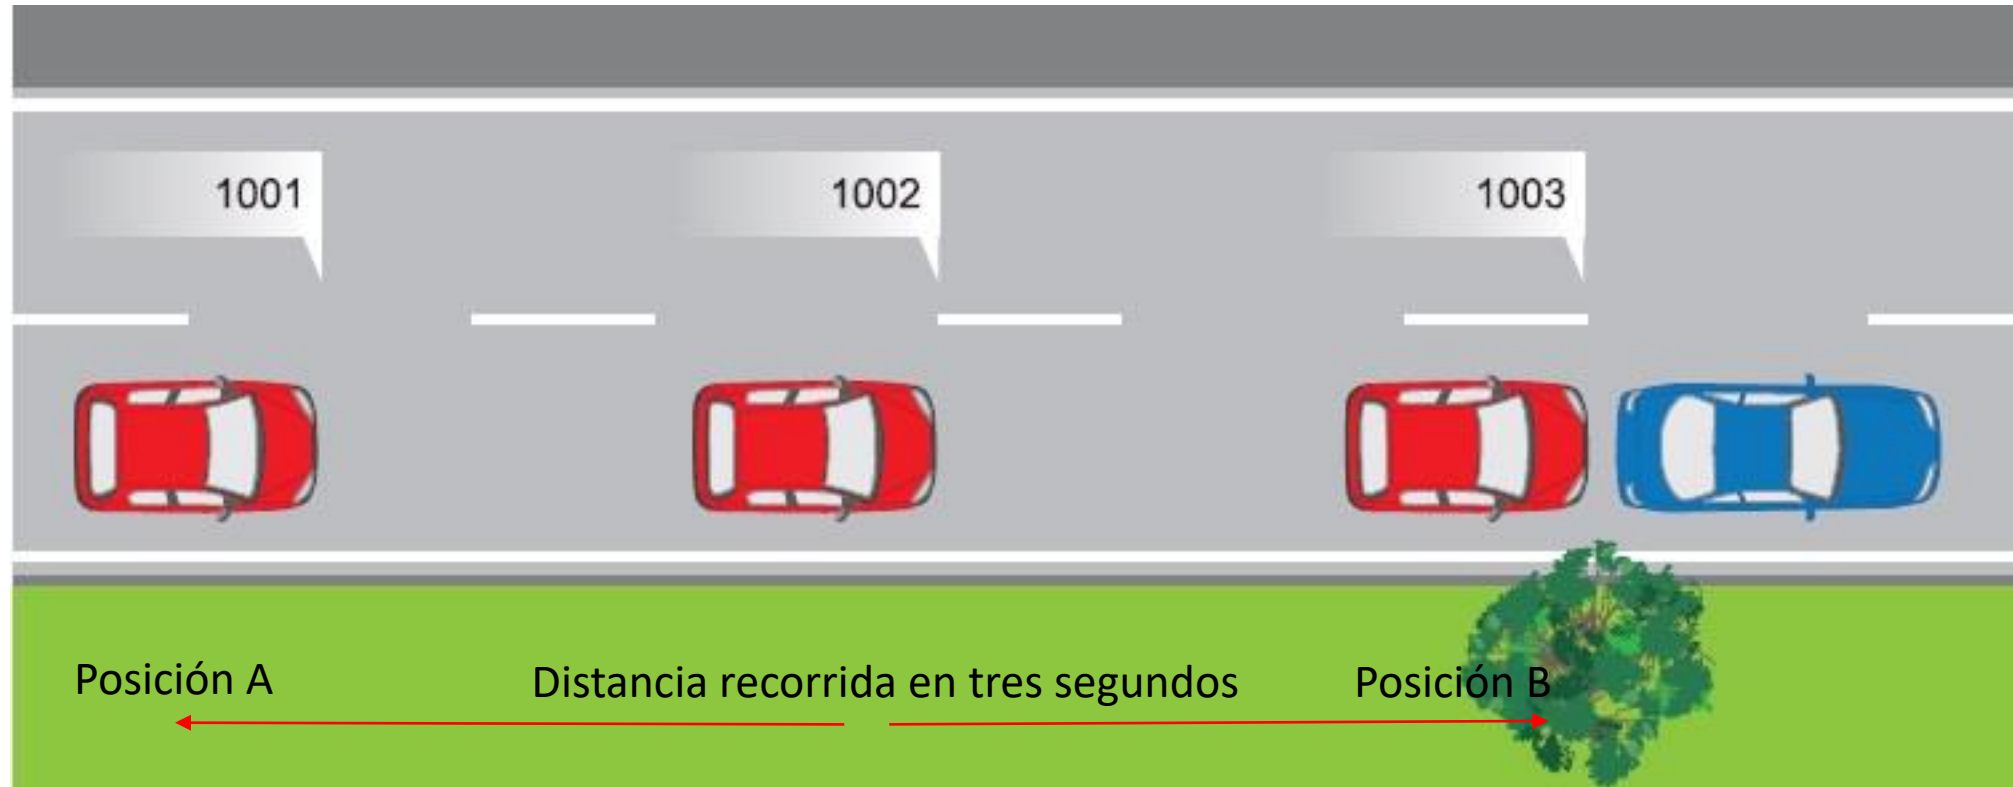 1001
1002
1003
Posición A
Distancia recorrida en tres segundos
Posición B